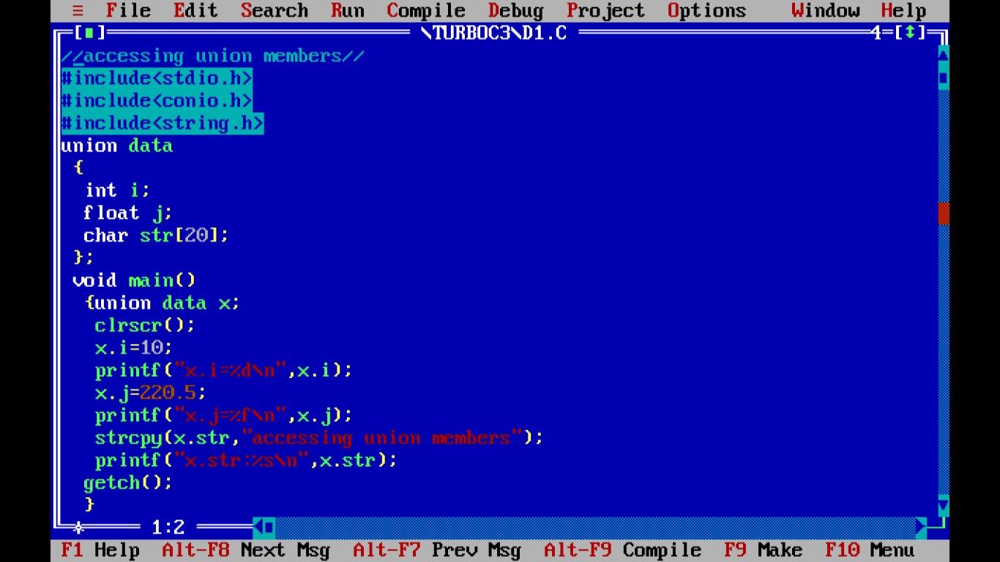 ≡ File Edit Search Run Compile Debug Project Options Window Help
[■] \TURBOC3\D1.C 4=[↕]
//accessing union members//
#include<stdio.h>
#include<conio.h>
#include<string.h>
union data
{
int i;
float j;
char str[20];
};
void main()
{union data x;
clrscr();
x.i=10;
printf("x.i=%d\n",x.i);
x.j=220.5;
printf("x.j=%f\n",x.j);
strcpy(x.str,"accessing union members");
printf("x.str:%s\n",x.str);
getch();
}
1:2
F1 Help Alt-F8 Next Msg Alt-F7 Prev Msg Alt-F9 Compile F9 Make F10 Menu